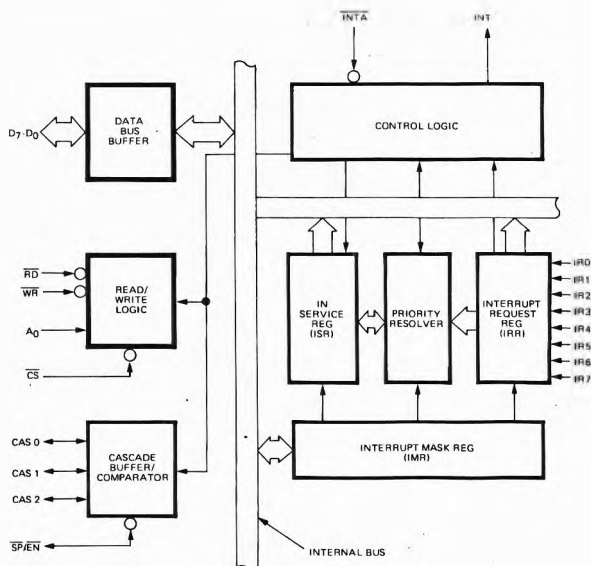 INTA
INT
D7-D0
DATA
BUS
BUFFER
CONTROL LOGIC
RD
WR
A0
CS
READ/
WRITE
LOGIC
IN
SERVICE
REG
(ISR)
PRIORITY
RESOLVER
INTERRUPT
REQUEST
REG
(IRR)
IR0
IR1
IR2
IR3
IR4
IR5
IR6
IR7
CAS 0
CAS 1
CAS 2
CASCADE
BUFFER/
COMPARATOR
INTERRUPT MASK REG
(IMR)
SP/EN
INTERNAL BUS